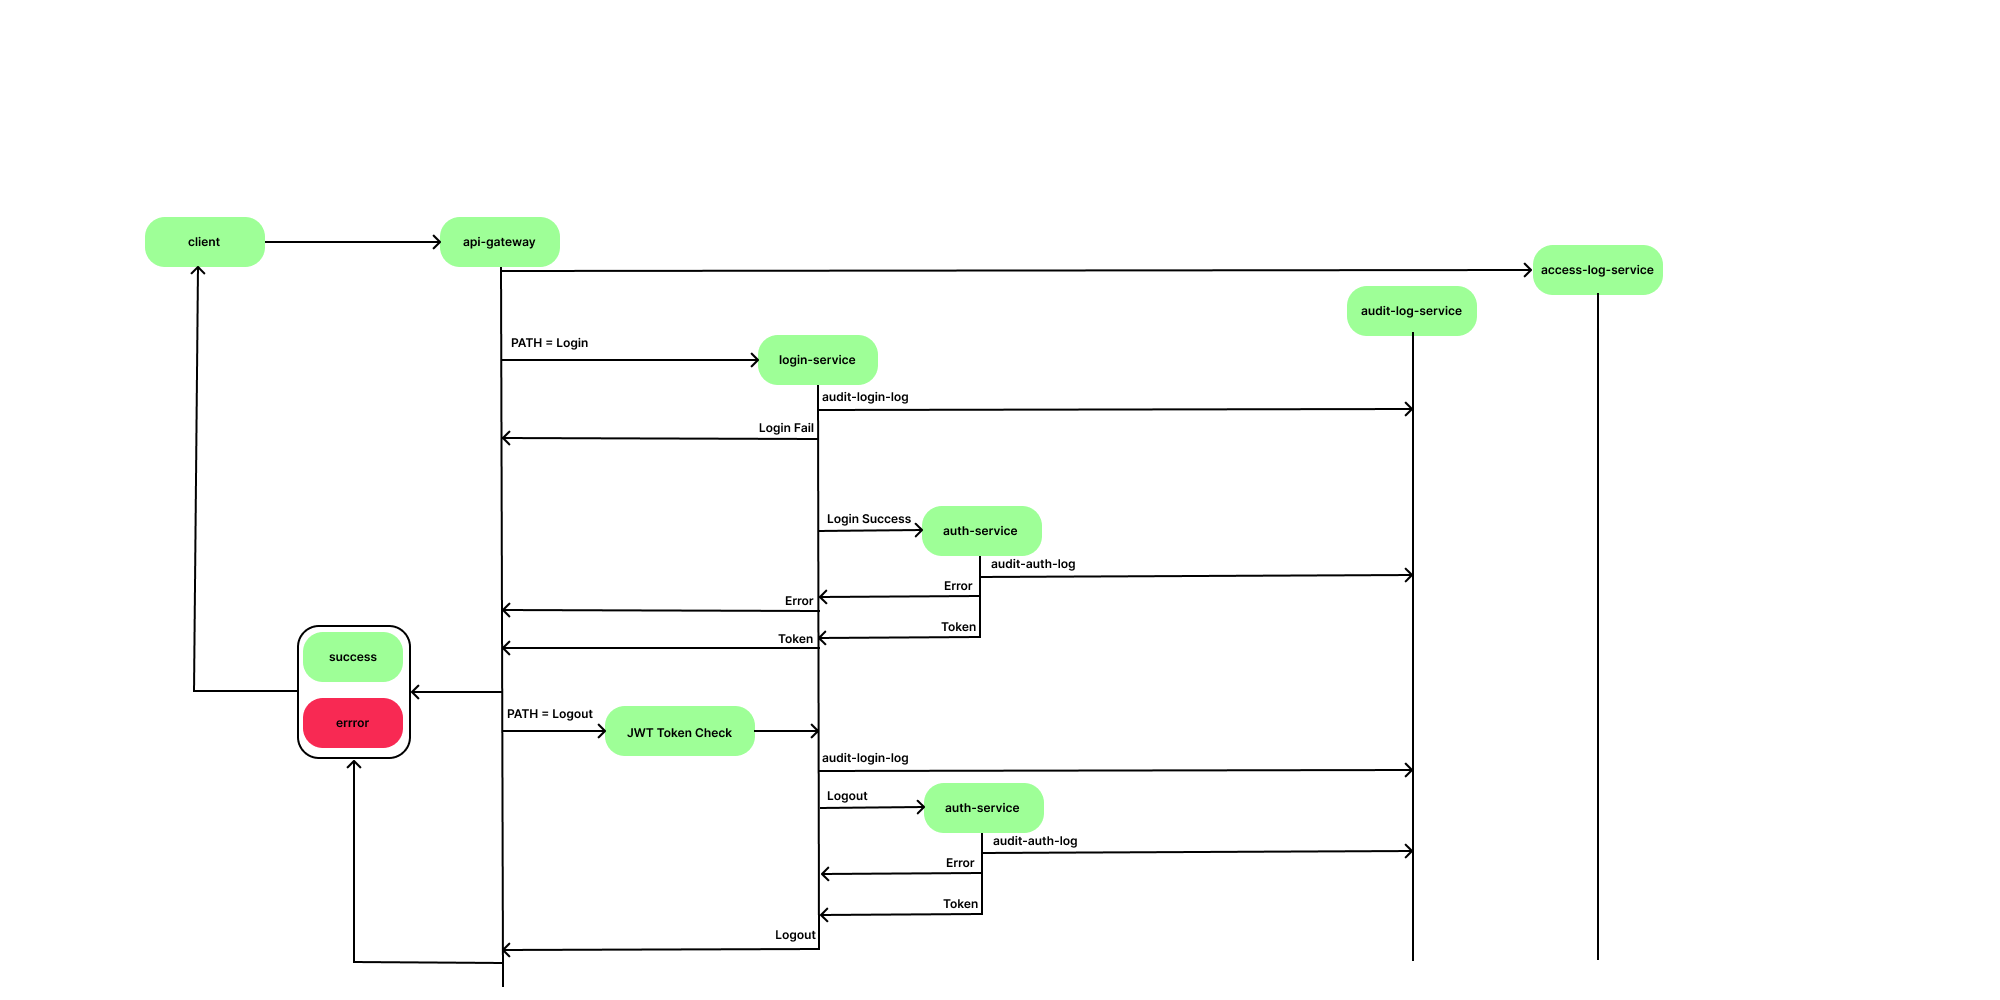 client
api-gateway
access-log-service
audit-log-service
PATH = Login
login-service
audit-login-log
Login Fail
Login Success
auth-service
audit-auth-log
Error
Error
Token
Token
success
errror
PATH = Logout
JWT Token Check
audit-login-log
Logout
auth-service
audit-auth-log
Error
Token
Logout